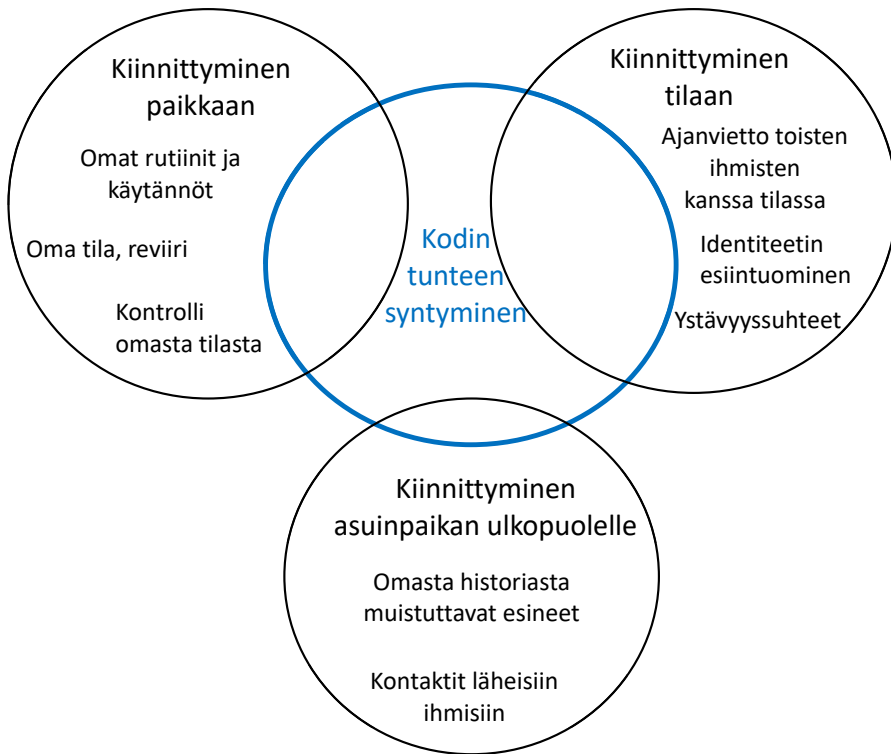 Kiinnittyminen
paikkaan
Omat rutiinit ja
käytännöt
Oma tila, reviiri
Kontrolli
omasta tilasta
Kodin
tunteen
syntyminen
Kiinnittyminen
tilaan
Ajanvietto toisten
ihmisten
kanssa tilassa
Identiteetin
esiintuominen
Ystävyyssuhteet
Kiinnittyminen
asuinpaikan ulkopuolelle
Omasta historiasta
muistuttavat esineet
Kontaktit läheisiin
ihmisiin